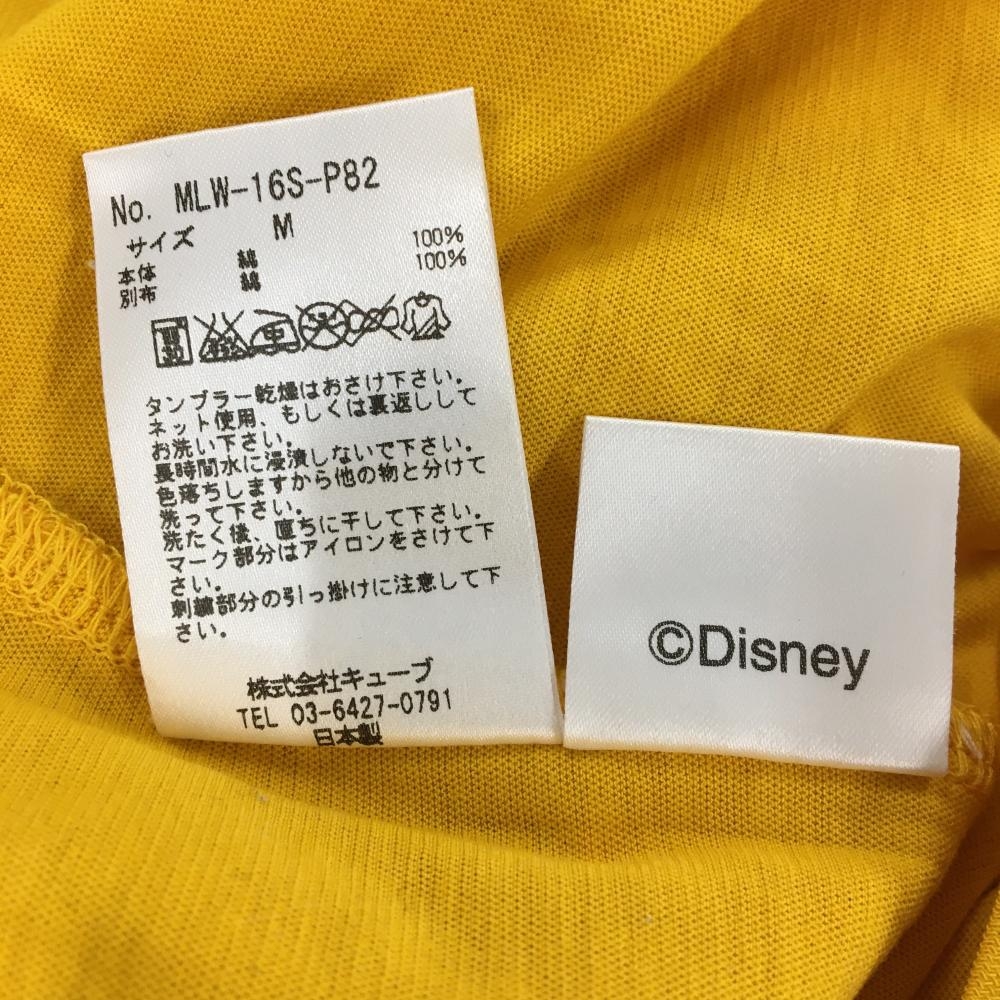 No. MLW-16S-P82
サイズ M
本体 綿 100%
別布 綿 100%
タンブラー乾燥はおさけ下さい。
ネット使用、もしくは裏返しして
お洗い下さい。
長時間水に浸漬しないで下さい。
色落ちしますから他の物と分けて
洗って下さい。
洗たく後、直ちに干して下さい。
マーク部分はアイロンをさけて下
さい。
刺繍部分の引っ掛けに注意して下
さい。
株式会社キューブ
TEL 03-6427-0791
日本製
©Disney